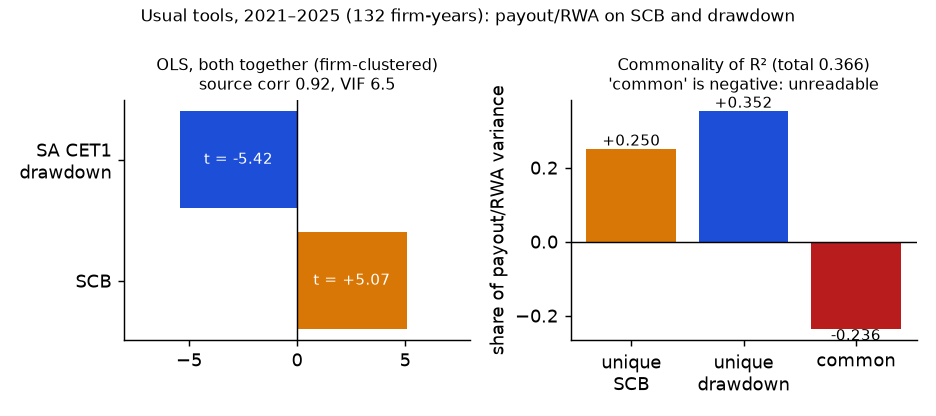 Usual tools, 2021–2025 (132 firm-years): payout/RWA on SCB and drawdown
OLS, both together (firm-clustered)
source corr 0.92, VIF 6.5
SA CET1
drawdown
SCB
t = -5.42
t = +5.07
−5
0
5
Commonality of R² (total 0.366)
'common' is negative: unreadable
share of payout/RWA variance
0.2
0.0
−0.2
+0.250
+0.352
-0.236
unique
SCB
unique
drawdown
common